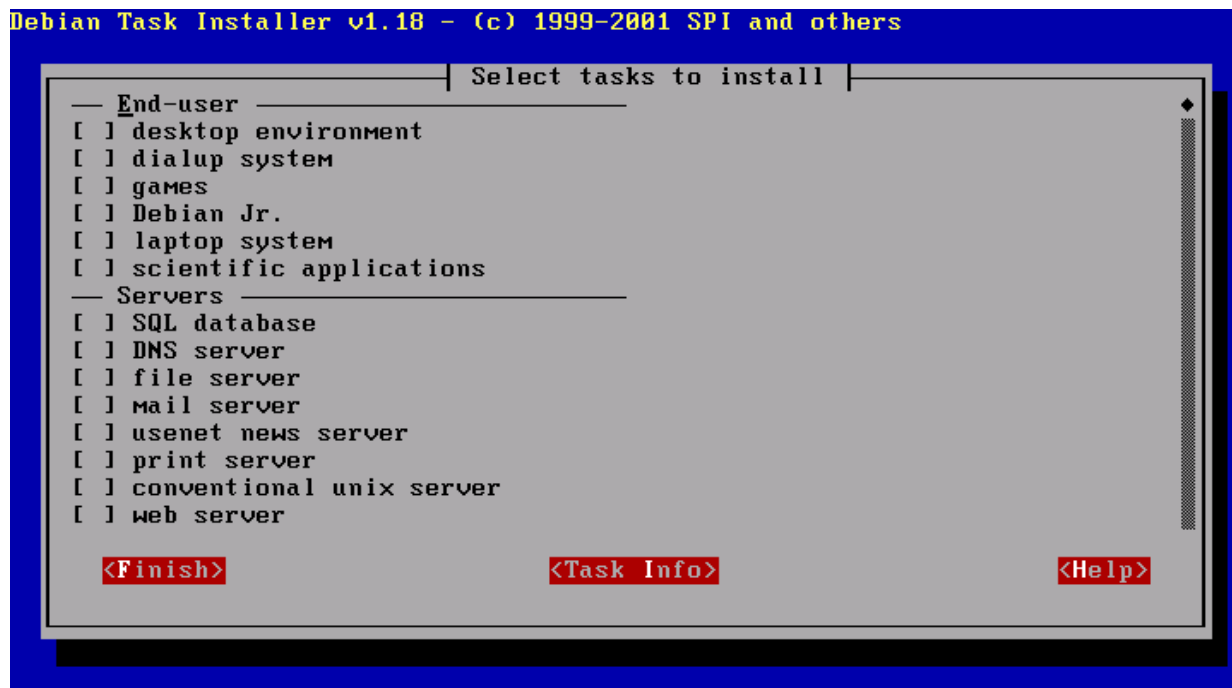 Debian Task Installer v1.18 - (c) 1999-2001 SPI and others
Select tasks to install
End-user
[ ] desktop environment
[ ] dialup system
[ ] games
[ ] Debian Jr.
[ ] laptop system
[ ] scientific applications
Servers
[ ] SQL database
[ ] DNS server
[ ] file server
[ ] mail server
[ ] usenet news server
[ ] print server
[ ] conventional unix server
[ ] web server
<Finish> <Task Info> <Help>